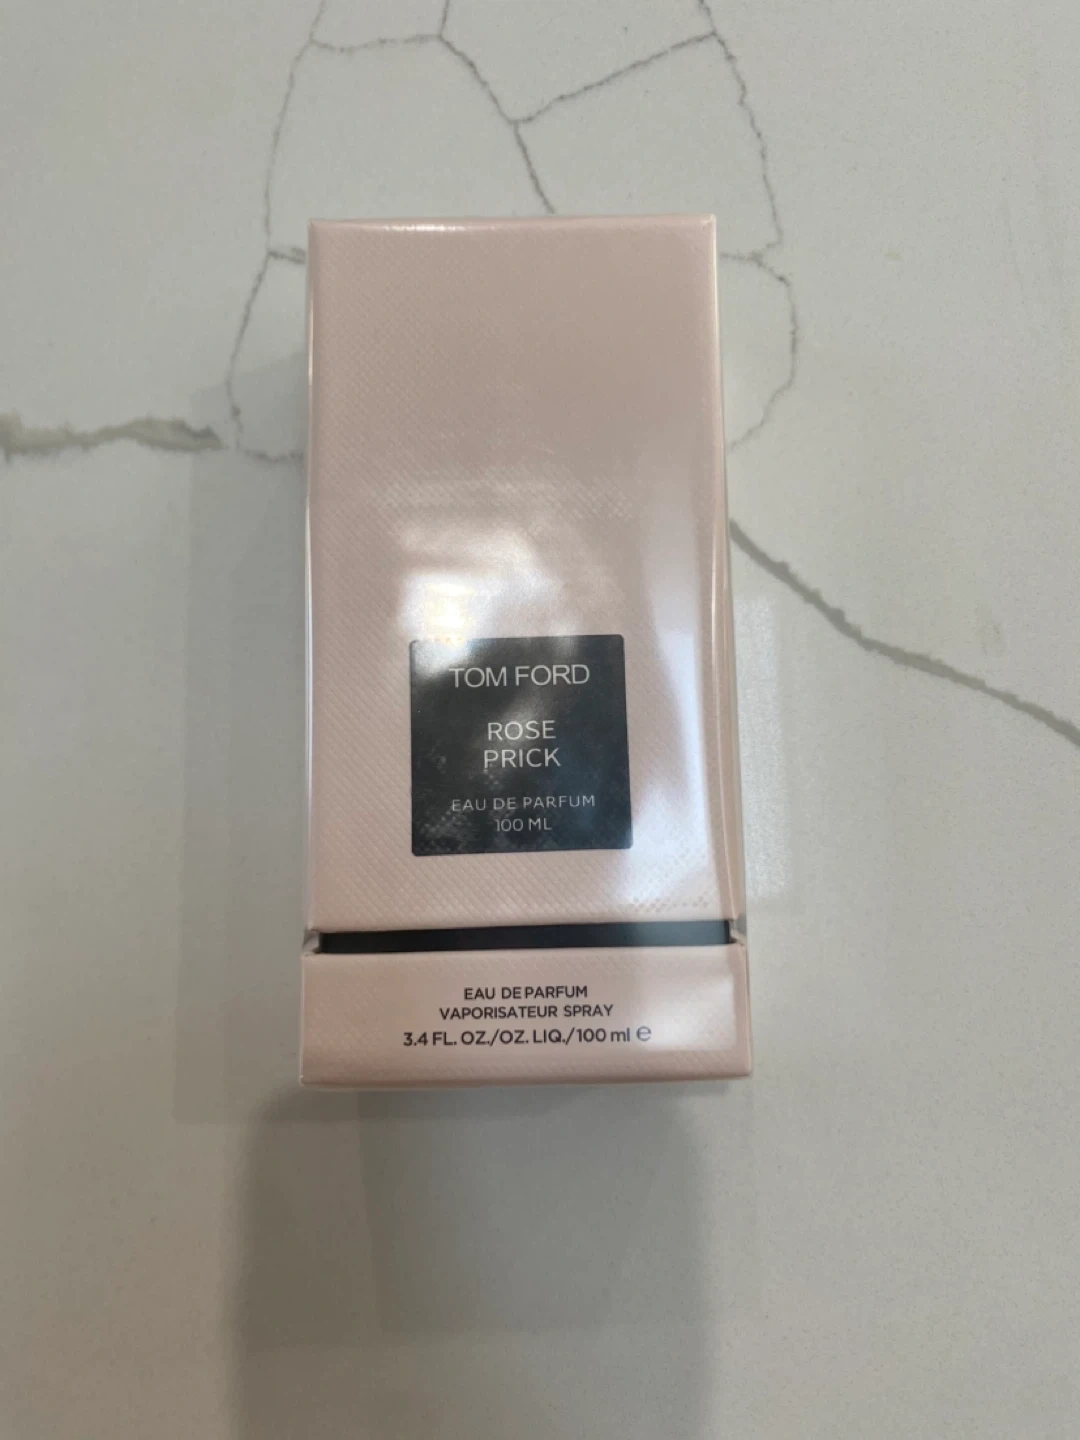 TOM FORD
ROSE
PRICK
EAU DE PARFUM
100 ML
EAU DE PARFUM
VAPORISATEUR SPRAY
3.4 FL. OZ./OZ. LIQ./100 ml ℮